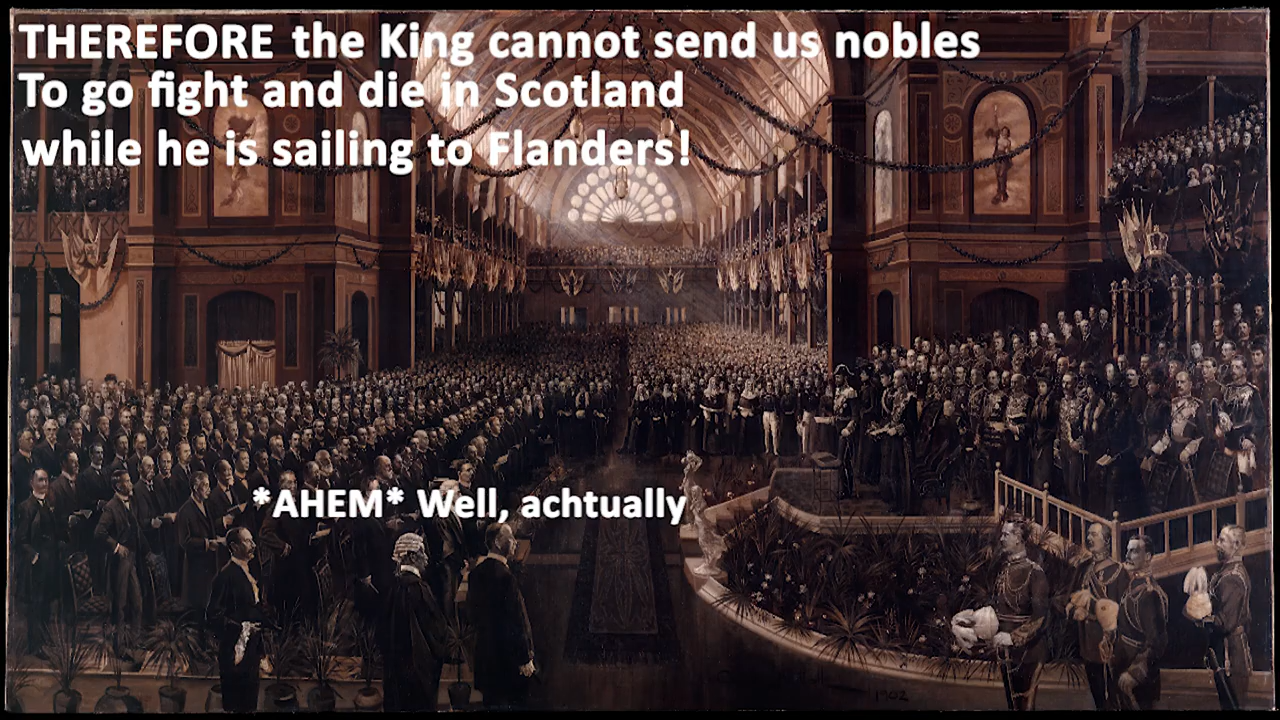 THEREFORE the King cannot send us nobles
To go fight and die in Scotland
while he is sailing to Flanders!
*AHEM* Well, achtually
1902